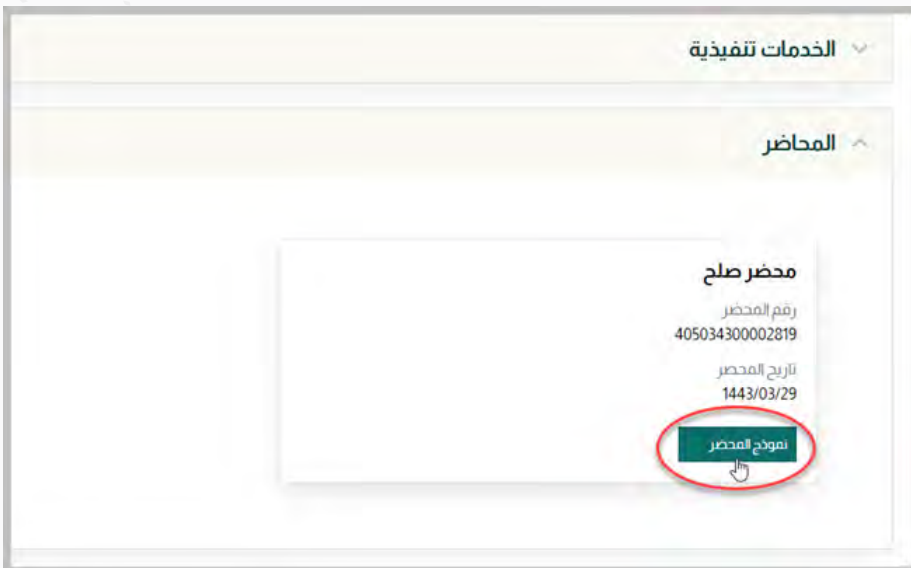 الخدمات تنفيذية
المحاضر
محضر صلح
رقم المحضر
405034300002819
تاريخ المحضر
1443/03/29
نموذج المحضر